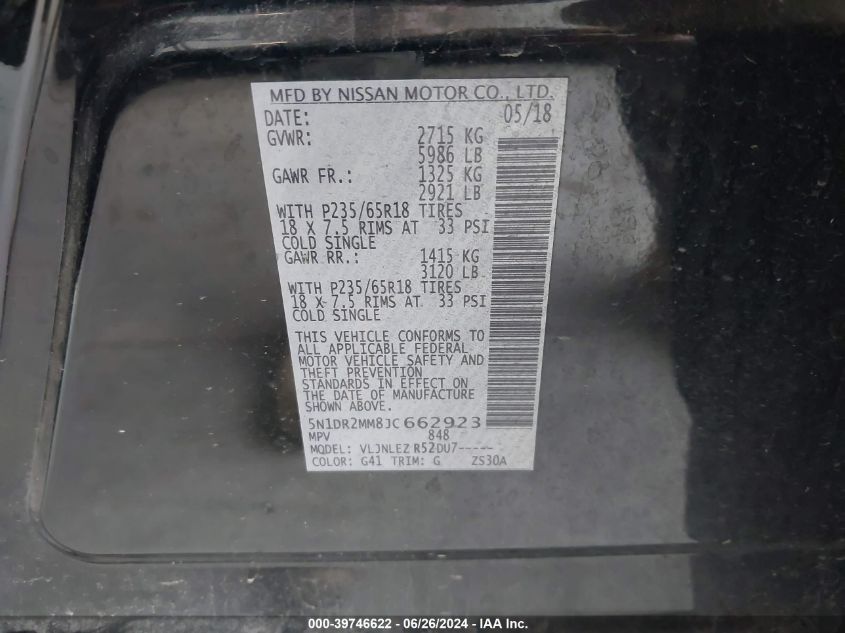 MFD BY NISSAN MOTOR CO., LTD.
DATE: 05/18
GVWR: 2715 KG
5986 LB
GAWR FR.: 1325 KG
2921 LB
WITH P235/65R18 TIRES
18 X 7.5 RIMS AT 33 PSI
COLD SINGLE
GAWR RR.: 1415 KG
3120 LB
WITH P235/65R18 TIRES
18 X 7.5 RIMS AT 33 PSI
COLD SINGLE
THIS VEHICLE CONFORMS TO
ALL APPLICABLE FEDERAL
MOTOR VEHICLE SAFETY AND
THEFT PREVENTION
STANDARDS IN EFFECT ON
THE DATE OF MANUFACTURE
SHOWN ABOVE.
5N1DR2MM8JC662923
MPV 848
MODEL: VLJNLEZ R52DU7-----
COLOR: G41 TRIM: G ZS30A
000-39746622 - 06/26/2024 - IAA Inc.